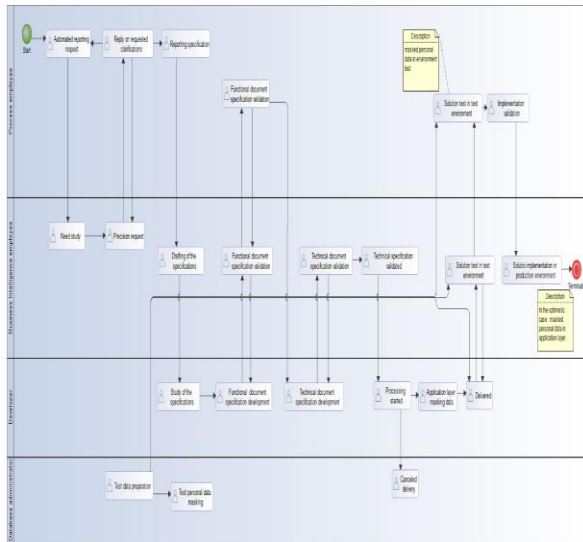 Process employee
Start
Automated reporting
request
Reply on requested
clarifications
Reporting specification
Functional document
specification validation
Description
masked personal
data in environment
test
Solution test in test
environment
Implementation
validation
Business Intelligence employee
Need study
Precision request
Drafting of the
specifications
Functional document
specification validation
Technical document
specification validation
Technical specification
validated
Solution test in test
environment
Solutio implementation in
production environment
Terminate
Description
In the optimistic
case, masked
personal data in
application layer
Developer
Study of the
specifications
Functional document
specification development
Technical document
specification development
Processing
started
Application layer
masking data
Delivered
Database administrator
Test data preparation
Test personal data
masking
Canceled
delivery